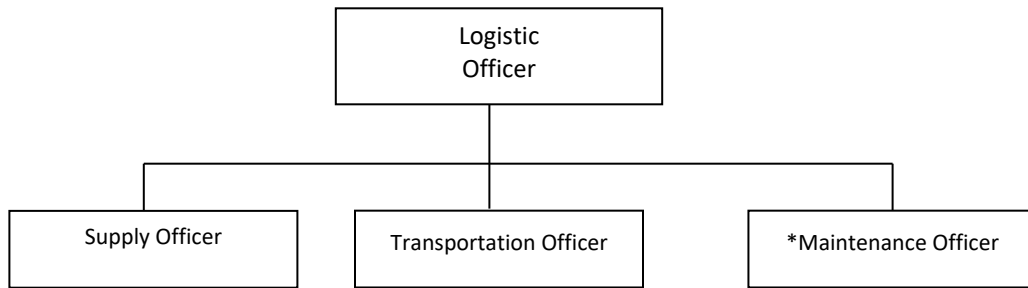 Logistic
Officer
Supply Officer
Transportation Officer
*Maintenance Officer